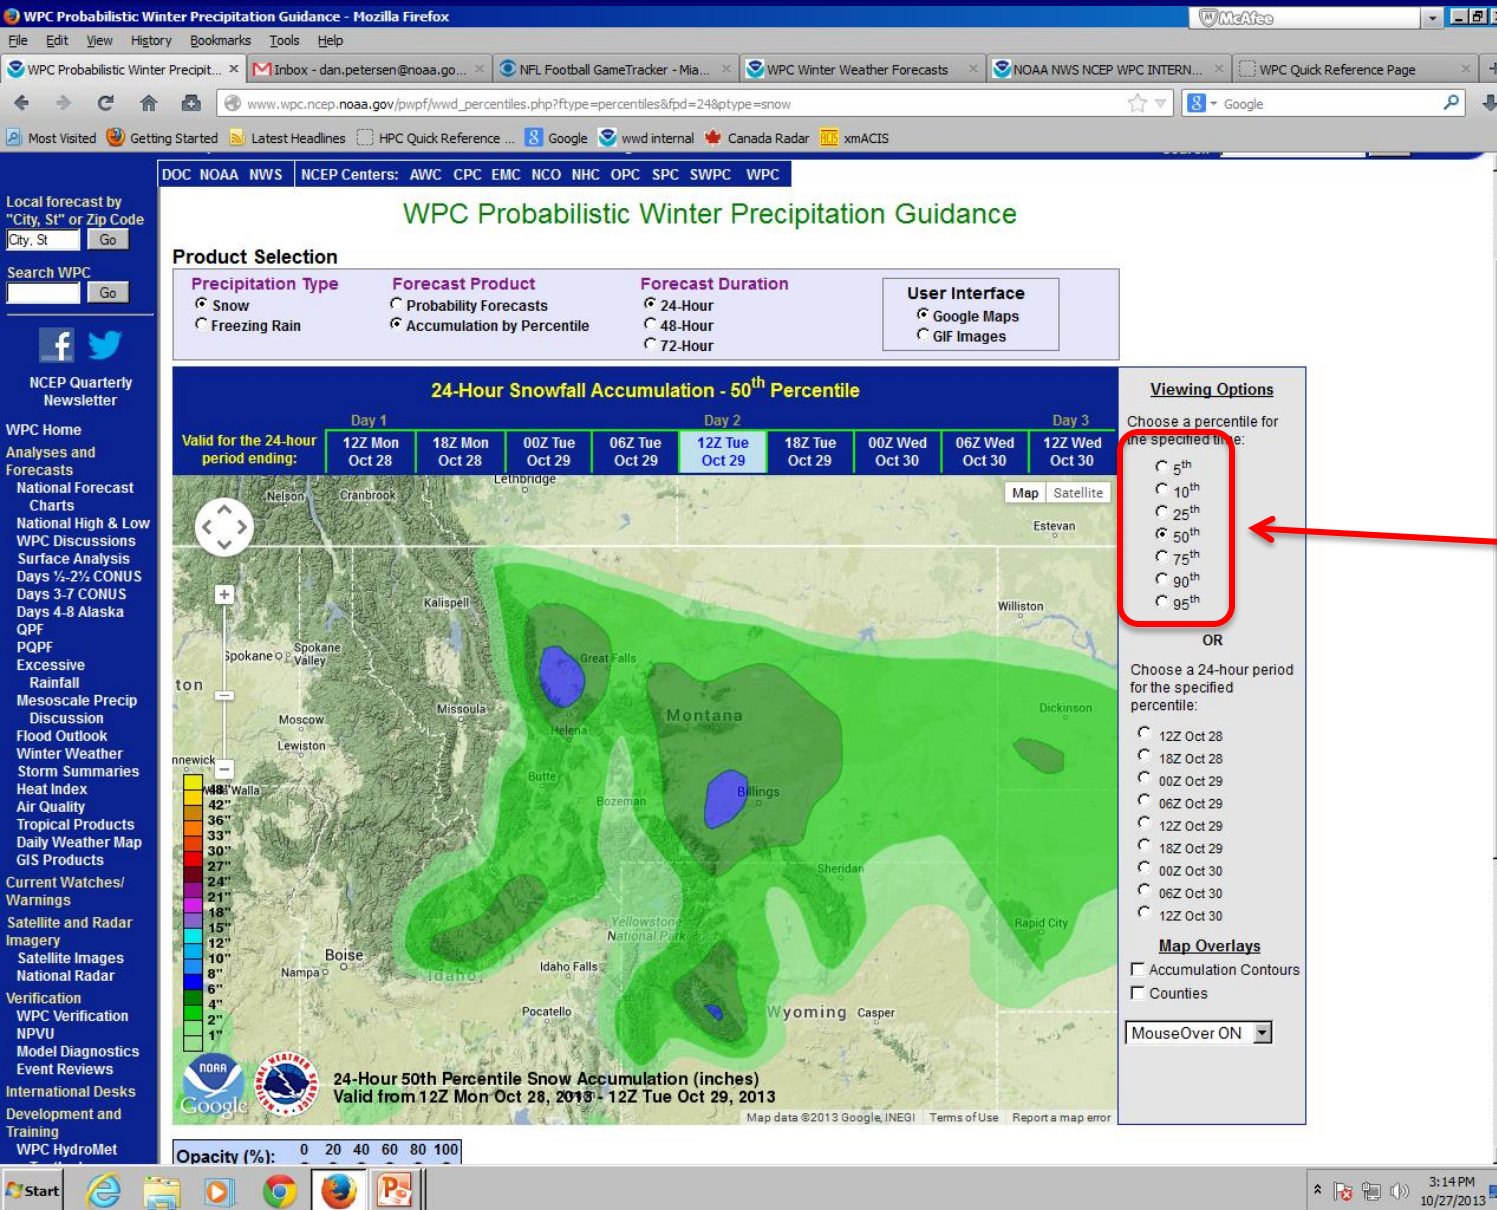 WPC Probabilistic Winter Precipitation Guidance - Mozilla Firefox
McAfee
File Edit View History Bookmarks Tools Help
WPC Probabilistic Winter Precipit... × Inbox - dan.petersen@noaa.go... × NFL Football GameTracker - Mia... × WPC Winter Weather Forecasts × NOAA NWS NCEP WPC INTERN... × WPC Quick Reference Page ×
www.wpc.ncep.noaa.gov/pwpf/wwd_percentiles.php?ftype=percentiles&fpd=24&ptype=snow
Google
Most Visited Getting Started Latest Headlines HPC Quick Reference ... Google wwd internal Canada Radar xmACIS
DOC NOAA NWS NCEP Centers: AWC CPC EMC NCO NHC OPC SPC SWPC WPC
Local forecast by
"City, St" or Zip Code
City, St Go
Search WPC
Go
NCEP Quarterly
Newsletter
WPC Home
Analyses and
Forecasts
National Forecast
Charts
National High & Low
WPC Discussions
Surface Analysis
Days ½-2½ CONUS
Days 3-7 CONUS
Days 4-8 Alaska
QPF
PQPF
Excessive
Rainfall
Mesoscale Precip
Discussion
Flood Outlook
Winter Weather
Storm Summaries
Heat Index
Air Quality
Tropical Products
Daily Weather Map
GIS Products
Current Watches/
Warnings
Satellite and Radar
Imagery
Satellite Images
National Radar
Verification
WPC Verification
NPVU
Model Diagnostics
Event Reviews
International Desks
Development and
Training
WPC HydroMet
WPC Probabilistic Winter Precipitation Guidance
Product Selection
Precipitation Type
Snow
Freezing Rain
Forecast Product
Probability Forecasts
Accumulation by Percentile
Forecast Duration
24-Hour
48-Hour
72-Hour
User Interface
Google Maps
GIF Images
24-Hour Snowfall Accumulation - 50th Percentile
Day 1 Day 2 Day 3
Valid for the 24-hour
period ending:
12Z Mon Oct 28
18Z Mon Oct 28
00Z Tue Oct 29
06Z Tue Oct 29
12Z Tue Oct 29
18Z Tue Oct 29
00Z Wed Oct 30
06Z Wed Oct 30
12Z Wed Oct 30
Map Satellite
Nelson
Cranbrook
Lethbridge
Estevan
Kalispell
Williston
Spokane
Spokane Valley
Great Falls
ton
Missoula
Montana
Dickinson
Moscow
Helena
Lewiston
nnewick
Walla
Butte
Bozeman
Billings
Sheridan
Yellowstone
National Park
Rapid City
Boise
Nampa
Idaho
Idaho Falls
Pocatello
Wyoming
Casper
48"
42"
36"
33"
30"
27"
24"
21"
18"
15"
12"
10"
8"
6"
4"
2"
1"
NOAA
Google
24-Hour 50th Percentile Snow Accumulation (inches)
Valid from 12Z Mon Oct 28, 2013 - 12Z Tue Oct 29, 2013
Map data ©2013 Google, INEGI Terms of Use Report a map error
Opacity (%): 0 20 40 60 80 100
Viewing Options
Choose a percentile for
the specified time:
5th
10th
25th
50th
75th
90th
95th
OR
Choose a 24-hour period
for the specified
percentile:
12Z Oct 28
18Z Oct 28
00Z Oct 29
06Z Oct 29
12Z Oct 29
18Z Oct 29
00Z Oct 30
06Z Oct 30
12Z Oct 30
Map Overlays
Accumulation Contours
Counties
MouseOver ON
Start
3:14 PM
10/27/2013